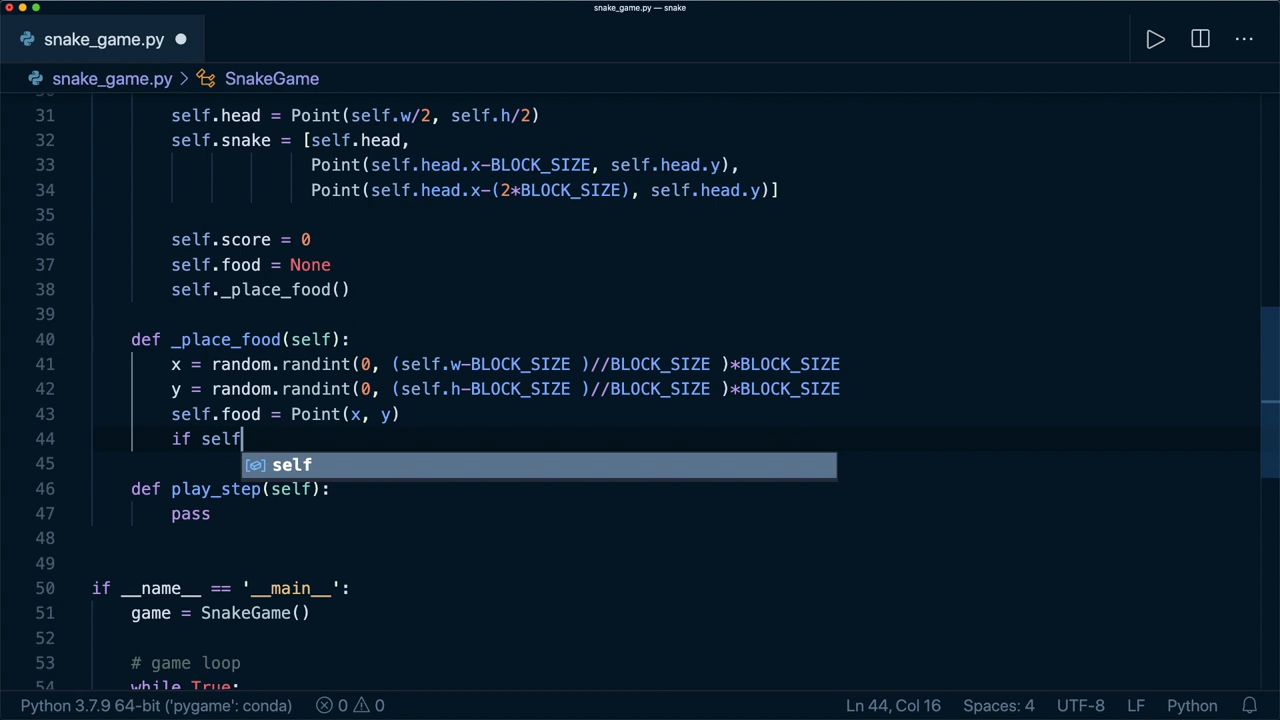 snake_game.py — snake
snake_game.py
snake_game.py > SnakeGame
31 self.head = Point(self.w/2, self.h/2)
32 self.snake = [self.head,
33 Point(self.head.x-BLOCK_SIZE, self.head.y),
34 Point(self.head.x-(2*BLOCK_SIZE), self.head.y)]
35
36 self.score = 0
37 self.food = None
38 self._place_food()
39
40 def _place_food(self):
41 x = random.randint(0, (self.w-BLOCK_SIZE )//BLOCK_SIZE )*BLOCK_SIZE
42 y = random.randint(0, (self.h-BLOCK_SIZE )//BLOCK_SIZE )*BLOCK_SIZE
43 self.food = Point(x, y)
44 if self
45 self
46 def play_step(self):
47 pass
48
49
50 if __name__ == '__main__':
51 game = SnakeGame()
52
53 # game loop
54 while True:
Python 3.7.9 64-bit ('pygame': conda) 0 0 Ln 44, Col 16 Spaces: 4 UTF-8 LF Python